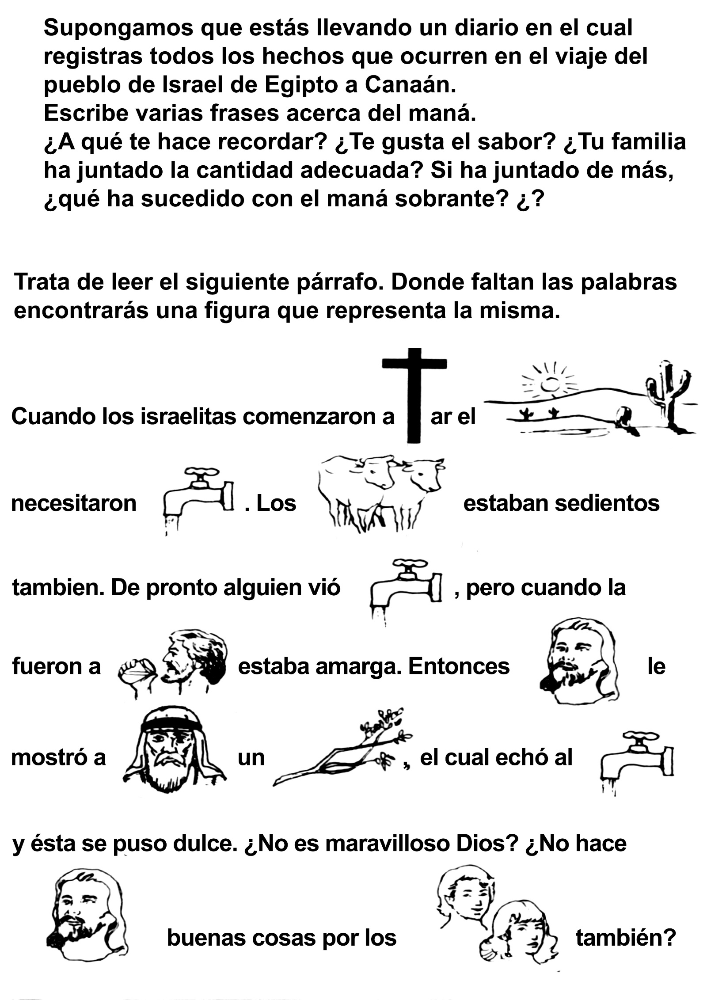 Supongamos que estás llevando un diario en el cual
registras todos los hechos que ocurren en el viaje del
pueblo de Israel de Egipto a Canaán.
Escribe varias frases acerca del maná.
¿A qué te hace recordar? ¿Te gusta el sabor? ¿Tu familia
ha juntado la cantidad adecuada? Si ha juntado de más,
¿qué ha sucedido con el maná sobrante? ¿?
Trata de leer el siguiente párrafo. Donde faltan las palabras
encontrarás una figura que representa la misma.
Cuando los israelitas comenzaron a ar el
necesitaron . Los estaban sedientos
tambien. De pronto alguien vió , pero cuando la
fueron a estaba amarga. Entonces le
mostró a un , el cual echó al
y ésta se puso dulce. ¿No es maravilloso Dios? ¿No hace
buenas cosas por los también?